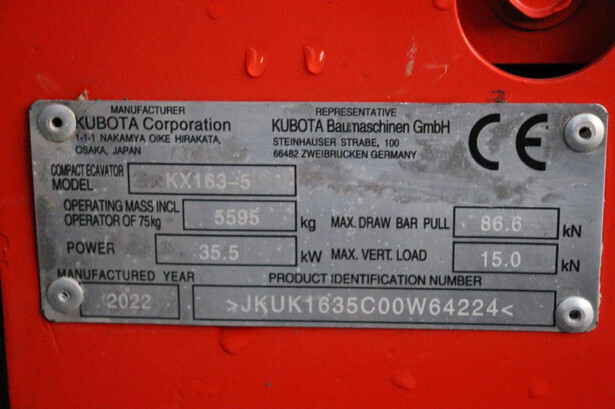 MANUFACTURER
KUBOTA Corporation
1-1-1 NAKAMYA OIKE HIRAKATA,
OSAKA, JAPAN
REPRESENTATIVE
KUBOTA Baumaschinen GmbH
STEINHAUSER STRABE, 100
66482 ZWEIBRUCKEN GERMANY
CE
COMPACT ECAVATOR
MODEL KX163-5
OPERATING MASS INCL
OPERATOR OF 75kg 5595 kg
MAX. DRAW BAR PULL 86.6 kN
POWER 35.5 kW
MAX. VERT. LOAD 15.0 kN
MANUFACTURED YEAR
2022
PRODUCT IDENTIFICATION NUMBER
>JKUK1635C00W64224<